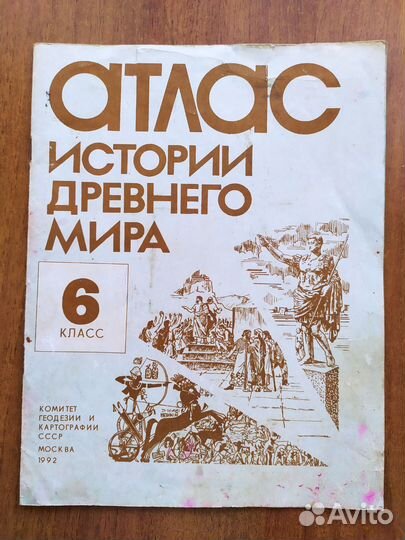 атлас
ИСТОРИИ
ДРЕВНЕГО
МИРА
6
КЛАСС
КОМИТЕТ
ГЕОДЕЗИИ И
КАРТОГРАФИИ
СССР
МОСКВА
1992
Avito